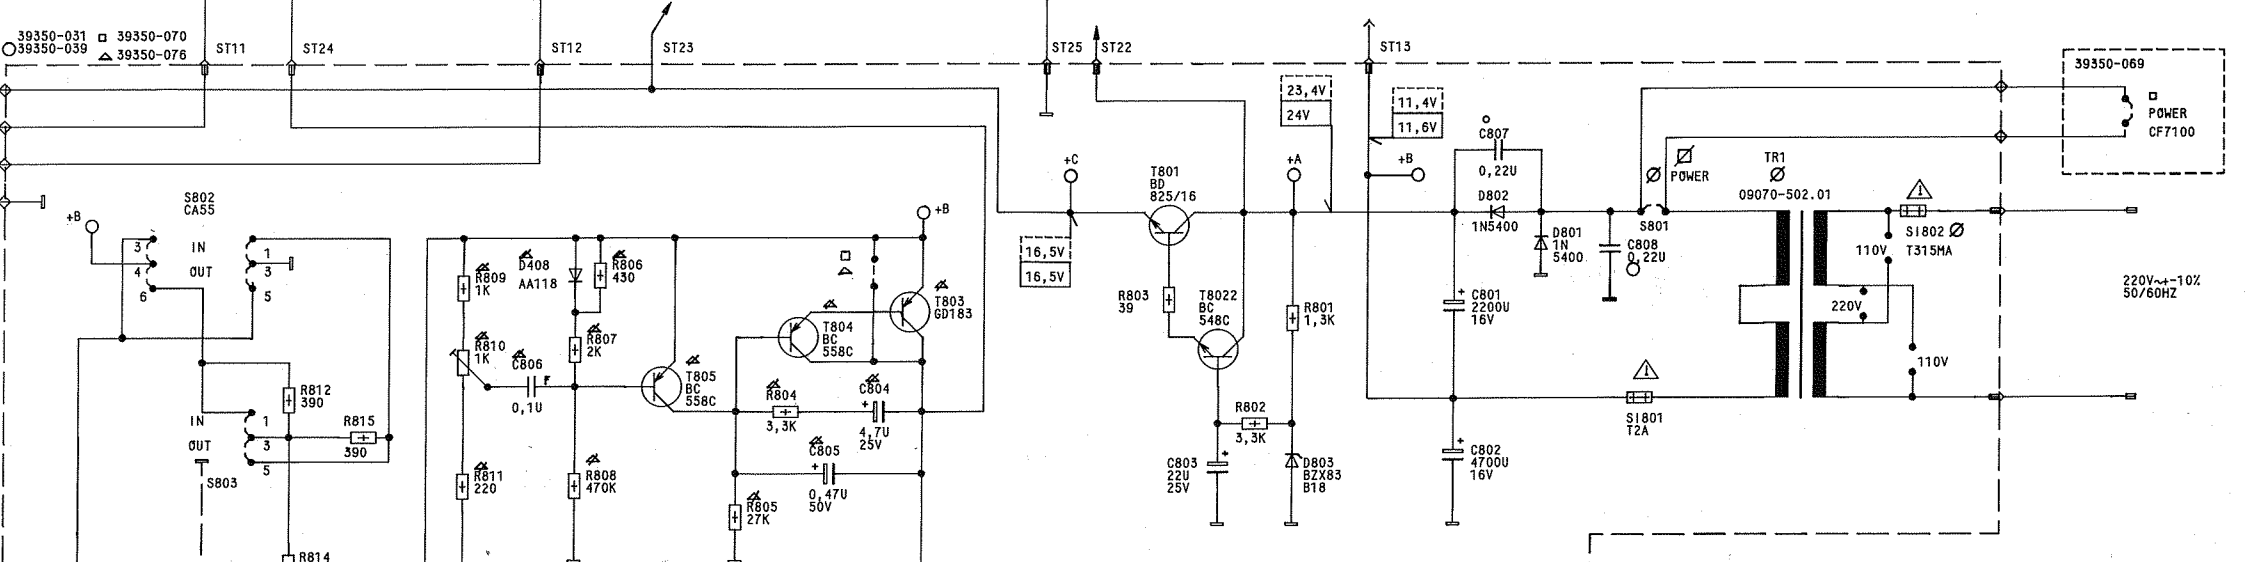 39350-031
39350-039
39350-070
39350-076
ST11
ST24
ST12
ST23
ST25
ST22
ST13
39350-069
POWER
CF7100
23,4V
24V
11,4V
11,6V
+C
+A
+B
16,5V
16,5V
T801
BD
825/16
C807
0,22U
D802
1N5400
POWER
S801
TR1
09070-502.01
SI802
T315MA
110V
220V
110V
220V~+-10%
50/60HZ
D801
1N
5400
C808
0,22U
S802
CA55
+B
3
4
6
IN
OUT
1
3
5
+B
R809
1K
D408
AA118
R806
430
R810
1K
C806
0,1U
R807
2K
T805
BC
558C
T804
BC
558C
T803
GD183
R803
39
T8022
BC
548C
R801
1,3K
C801
2200U
16V
SI801
T2A
R812
390
R815
390
IN
OUT
1
3
5
S803
R804
3,3K
C804
4,7U
25V
C805
0,47U
50V
R811
220
R808
470K
R805
27K
R802
3,3K
C803
22U
25V
D803
BZX83
B18
C802
4700U
16V
R814